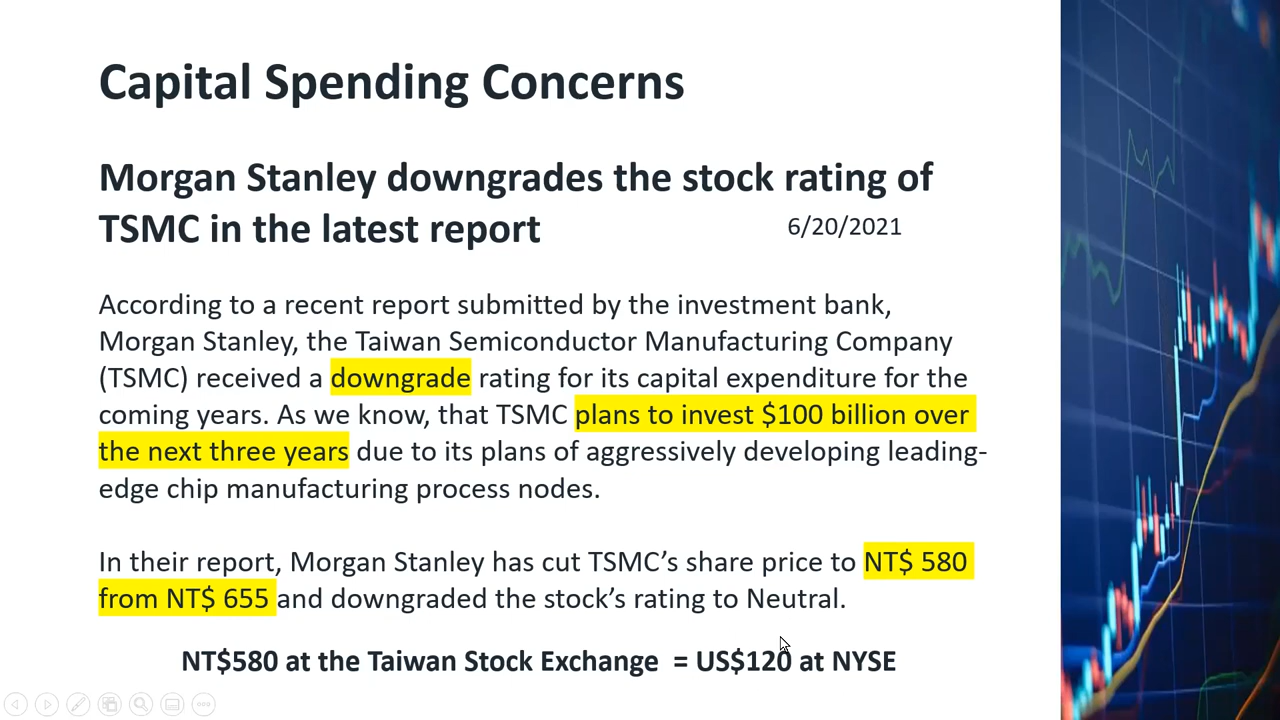 Capital Spending Concerns
Morgan Stanley downgrades the stock rating of
TSMC in the latest report
6/20/2021
According to a recent report submitted by the investment bank,
Morgan Stanley, the Taiwan Semiconductor Manufacturing Company
(TSMC) received a downgrade rating for its capital expenditure for the
coming years. As we know, that TSMC plans to invest $100 billion over
the next three years due to its plans of aggressively developing leading-
edge chip manufacturing process nodes.
In their report, Morgan Stanley has cut TSMC’s share price to NT$ 580
from NT$ 655 and downgraded the stock’s rating to Neutral.
NT$580 at the Taiwan Stock Exchange = US$120 at NYSE